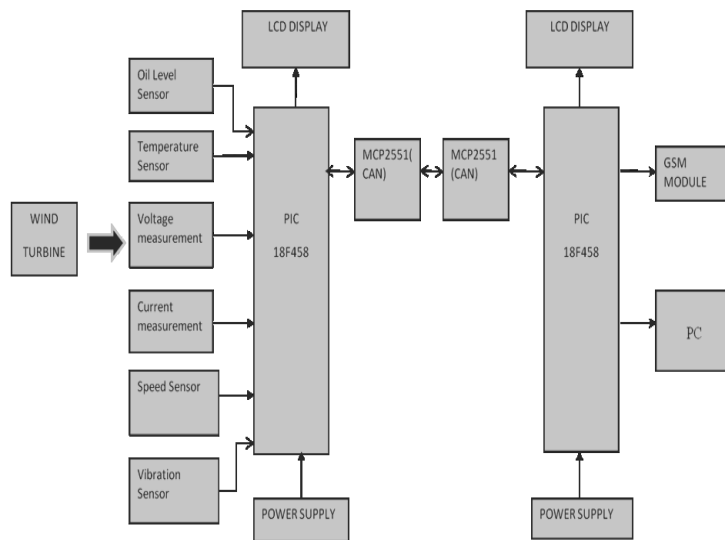 LCD DISPLAY
LCD DISPLAY
Oil Level
Sensor
Temperature
Sensor
WIND
TURBINE
Voltage
measurement
Current
measurement
Speed Sensor
Vibration
Sensor
PIC
18F458
MCP2551(
CAN)
MCP2551
(CAN)
PIC
18F458
GSM
MODULE
PC
POWER SUPPLY
POWER SUPPLY